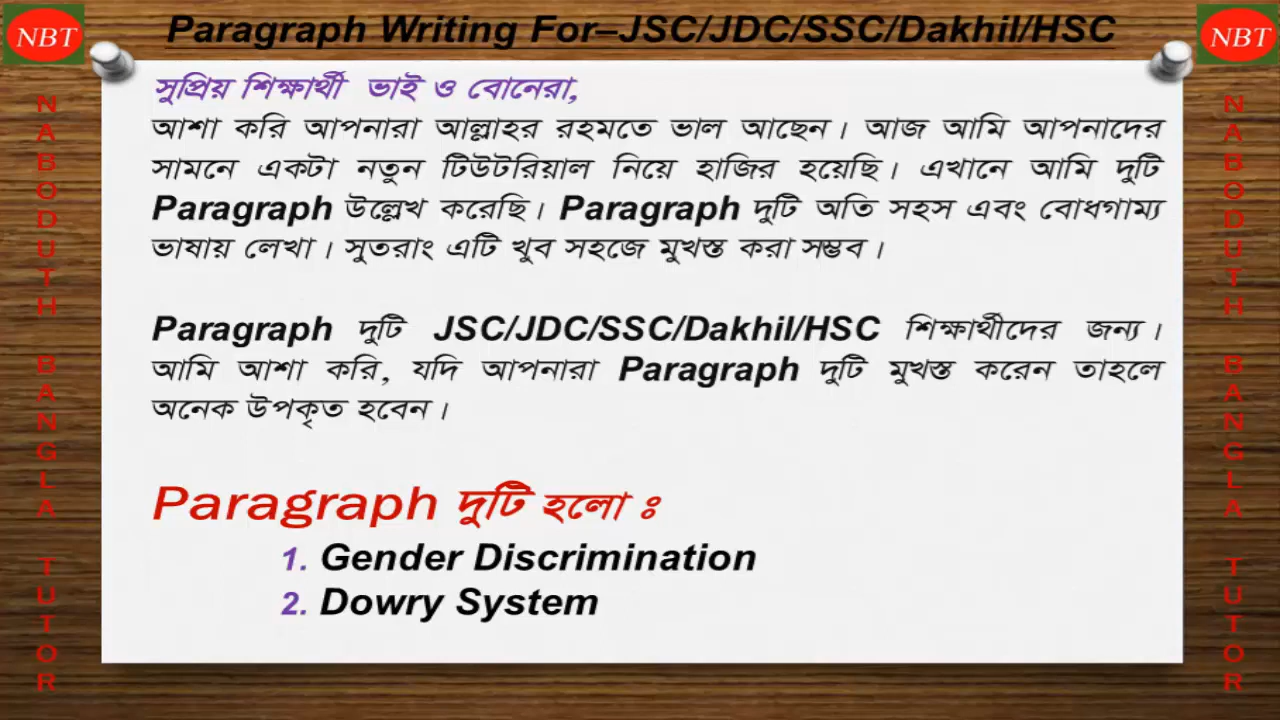 Paragraph Writing For–JSC/JDC/SSC/Dakhil/HSC
NBT
NBT
সুপ্রিয় শিক্ষার্থী ভাই ও বোনেরা,
আশা করি আপনারা আল্লাহর রহমতে ভাল আছেন। আজ আমি আপনাদের
সামনে একটা নতুন টিউটরিয়াল নিয়ে হাজির হয়েছি। এখানে আমি দুটি
Paragraph উল্লেখ করেছি। Paragraph দুটি অতি সহস এবং বোধগাম্য
ভাষায় লেখা। সুতরাং এটি খুব সহজে মুখস্ত করা সম্ভব।
Paragraph দুটি JSC/JDC/SSC/Dakhil/HSC শিক্ষার্থীদের জন্য।
আমি আশা করি, যদি আপনারা Paragraph দুটি মুখস্ত করেন তাহলে
অনেক উপকৃত হবেন।
Paragraph দুটি হলো ঃ
1. Gender Discrimination
2. Dowry System
NABODUTH BANGLA TUTOR
NABODUTH BANGLA TUTOR